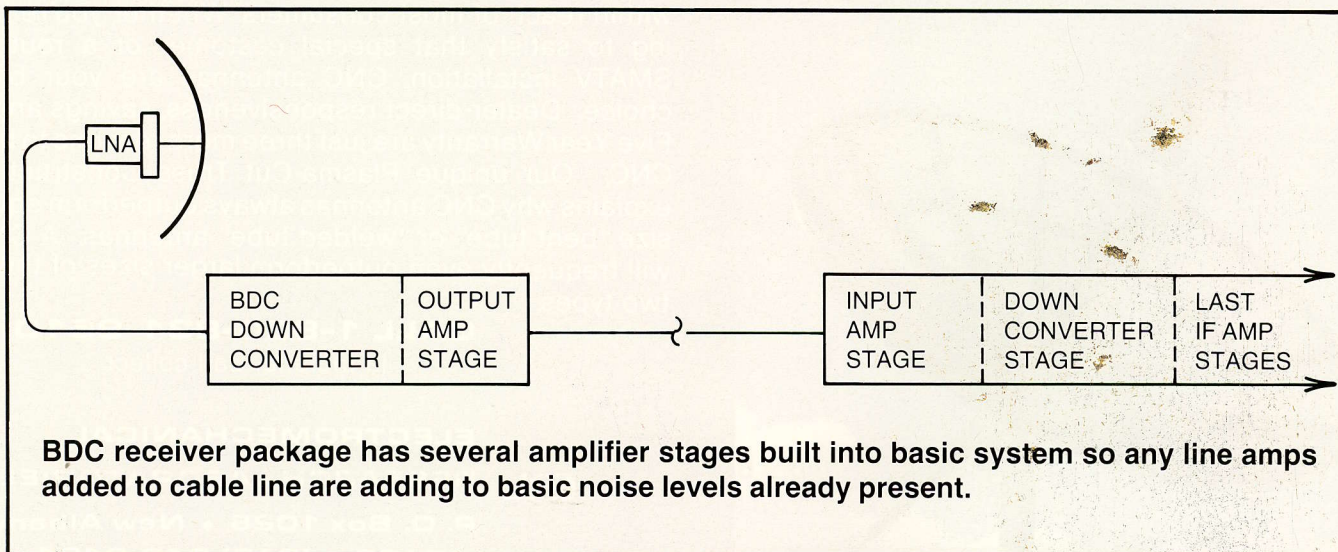 LNA
BDC
DOWN
CONVERTER
OUTPUT
AMP
STAGE
INPUT
AMP
STAGE
DOWN
CONVERTER
STAGE
LAST
IF AMP
STAGES
BDC receiver package has several amplifier stages built into basic system so any line amps
added to cable line are adding to basic noise levels already present.